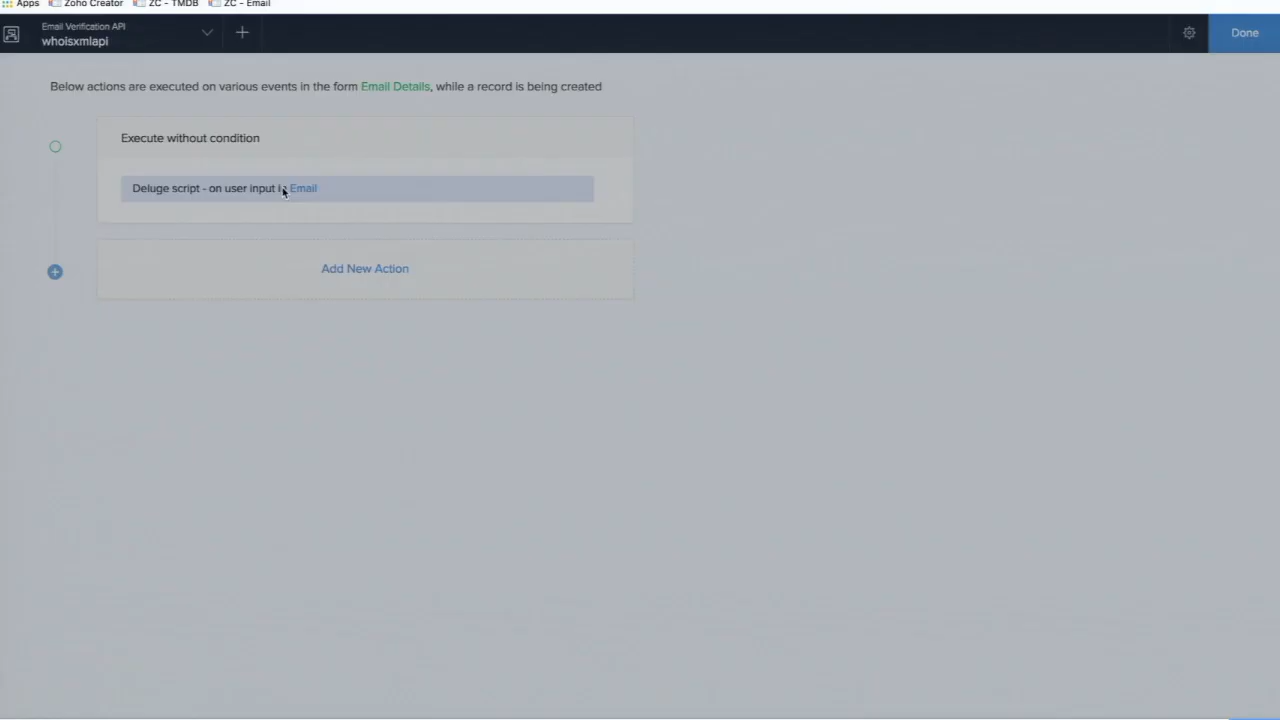 Apps Zoho Creator ZC - TMDB ZC - Email
Email Verification API
whoisxmlapi
Done
Below actions are executed on various events in the form Email Details, while a record is being created
Execute without condition
Deluge script - on user input Email
Add New Action